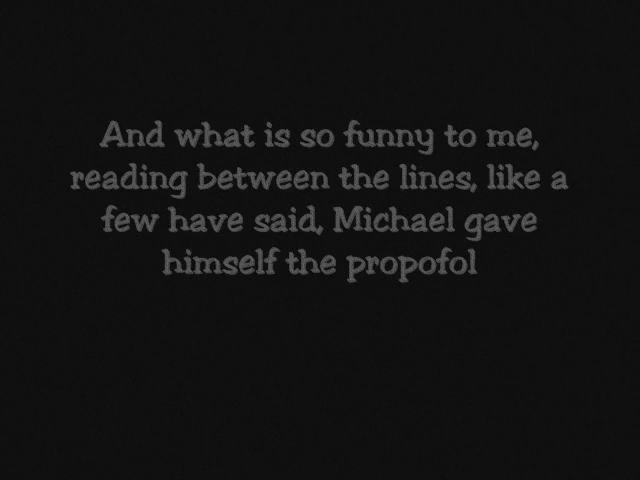 And what is so funny to me,
reading between the lines, like a
few have said, Michael gave
himself the propofol